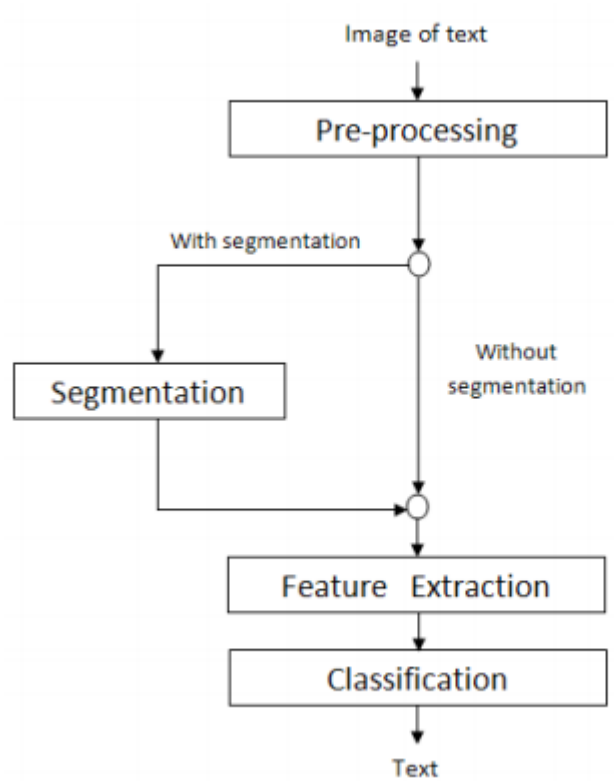 Image of text
Pre-processing
With segmentation
Without
segmentation
Segmentation
Feature Extraction
Classification
Text